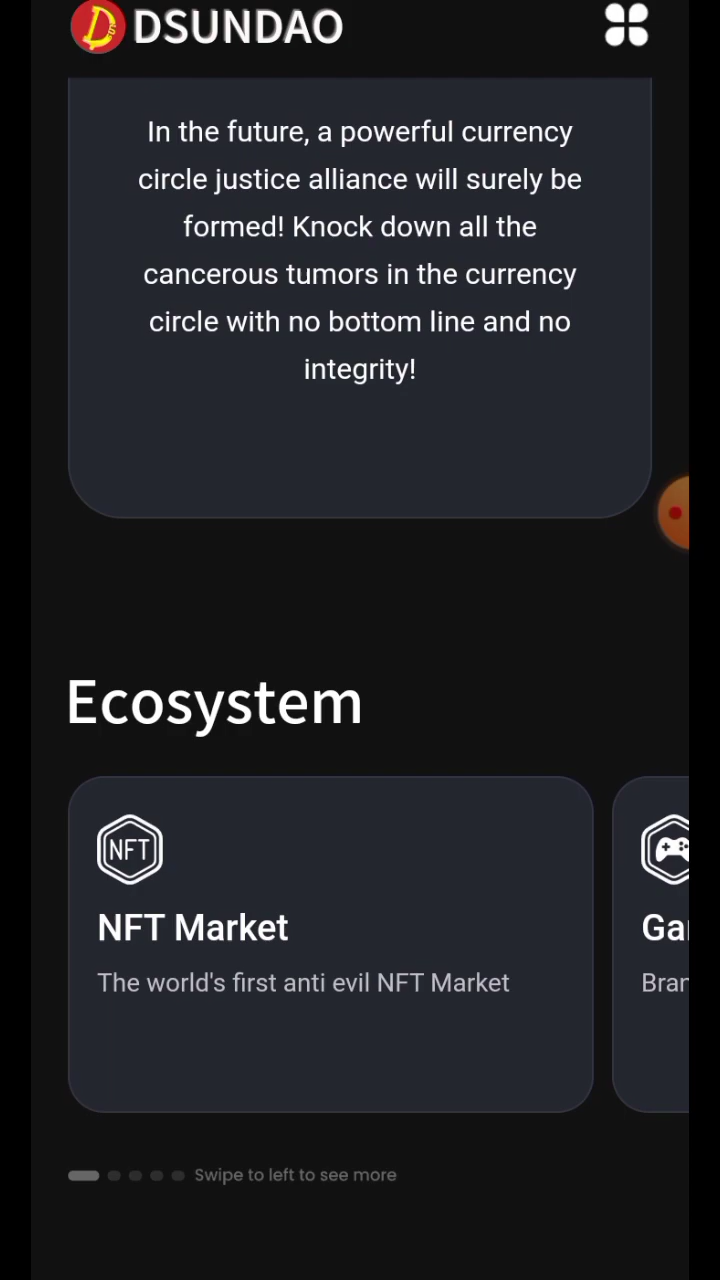 DSUNDAO
In the future, a powerful currency
circle justice alliance will surely be
formed! Knock down all the
cancerous tumors in the currency
circle with no bottom line and no
integrity!
Ecosystem
NFT
NFT Market
The world's first anti evil NFT Market
Swipe to left to see more